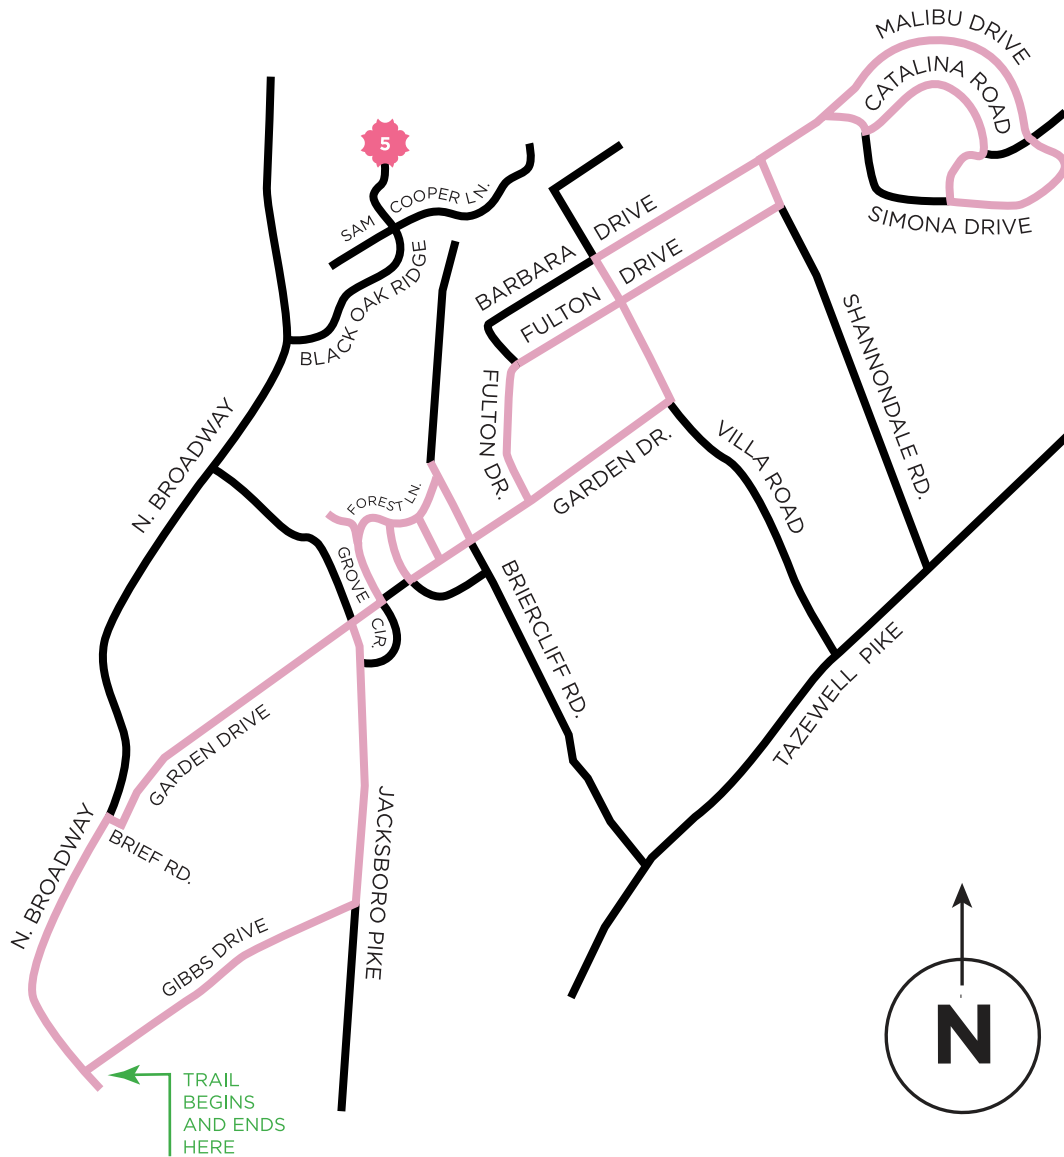 MALIBU DRIVE
CATALINA ROAD
5
SAM COOPER LN.
SIMONA DRIVE
BARBARA DRIVE
BLACK OAK RIDGE
FULTON DRIVE
SHANNONDALE RD.
FULTON DR.
N. BROADWAY
GARDEN DR.
VILLA ROAD
FOREST LN.
GROVE CIR.
BRIERCLIFF RD.
TAZEWELL PIKE
GARDEN DRIVE
JACKSBORO PIKE
N. BROADWAY
BRIEF RD.
GIBBS DRIVE
N
TRAIL
BEGINS
AND ENDS
HERE